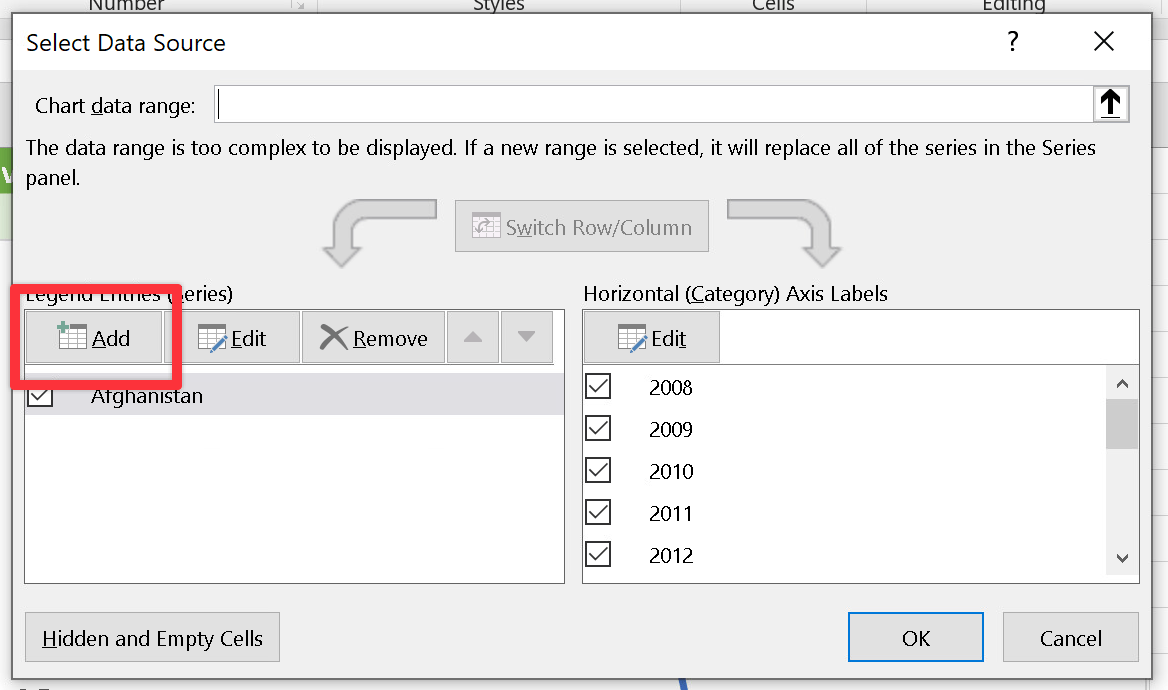 Number Styles Cells Editing
Select Data Source ?
Chart data range:
The data range is too complex to be displayed. If a new range is selected, it will replace all of the series in the Series
panel.
Switch Row/Column
Legend Entries (Series) Horizontal (Category) Axis Labels
Add Edit Remove Edit
Afghanistan 2008
2009
2010
2011
2012
Hidden and Empty Cells OK Cancel